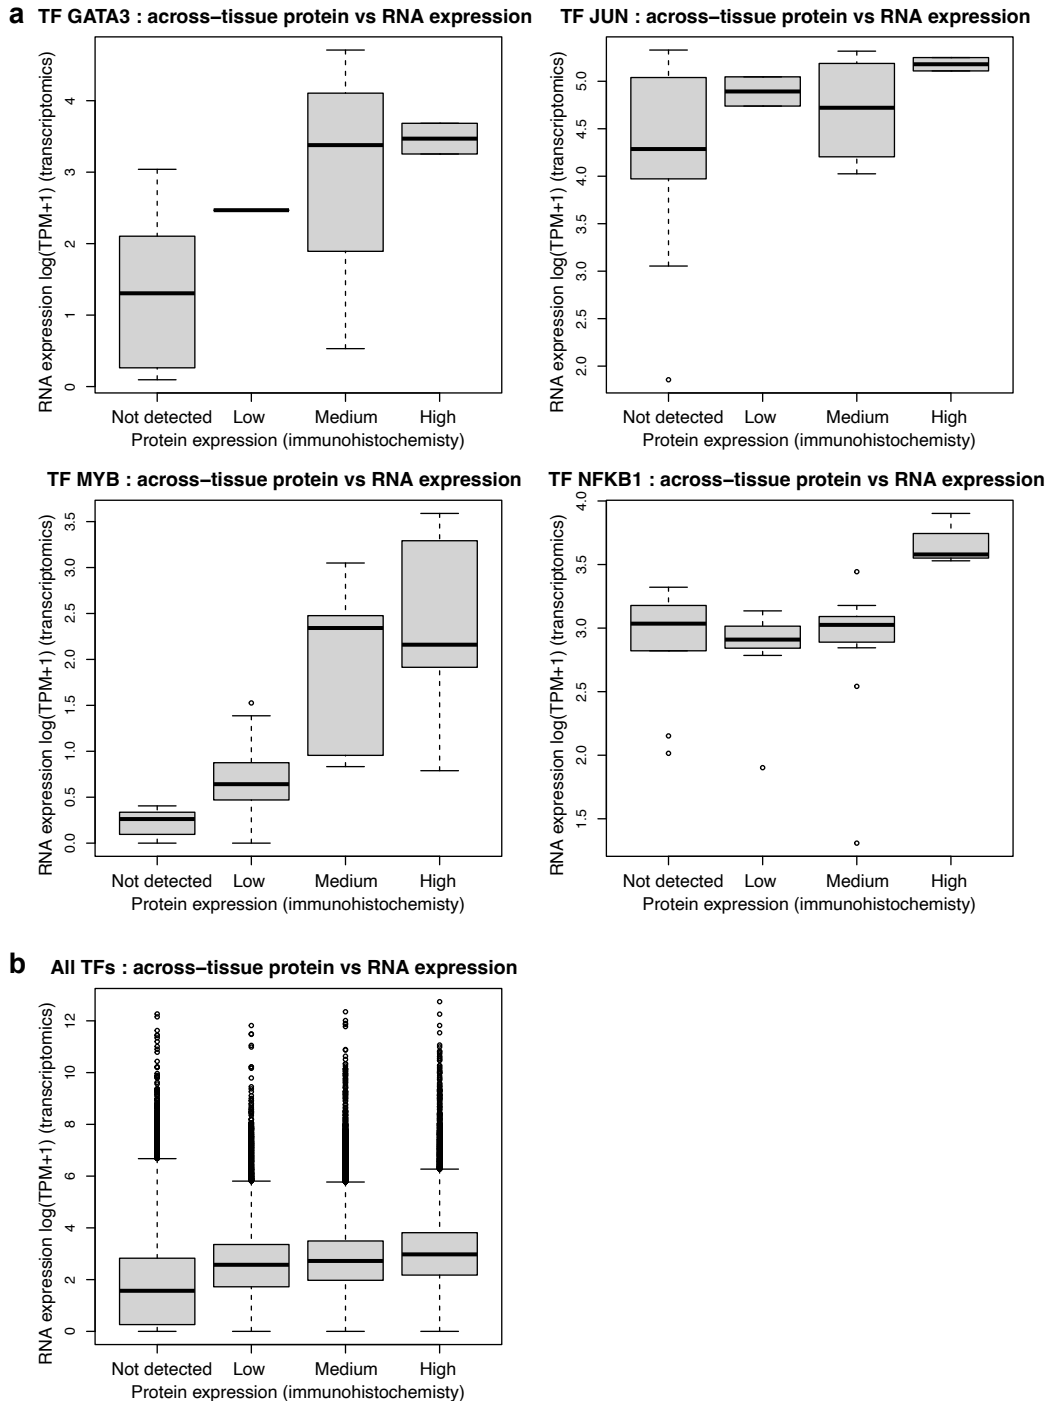 a
TF GATA3 : across−tissue protein vs RNA expression
RNA expression log(TPM+1) (transcriptomics)
4
3
2
1
0
Not detected Low Medium High
Protein expression (immunohistochemisty)
TF JUN : across−tissue protein vs RNA expression
RNA expression log(TPM+1) (transcriptomics)
5.0
4.5
4.0
3.5
3.0
2.5
2.0
Not detected Low Medium High
Protein expression (immunohistochemisty)
TF MYB : across−tissue protein vs RNA expression
RNA expression log(TPM+1) (transcriptomics)
3.5
3.0
2.5
2.0
1.5
1.0
0.5
0.0
Not detected Low Medium High
Protein expression (immunohistochemisty)
TF NFKB1 : across−tissue protein vs RNA expression
RNA expression log(TPM+1) (transcriptomics)
4.0
3.5
3.0
2.5
2.0
1.5
Not detected Low Medium High
Protein expression (immunohistochemisty)
b
All TFs : across−tissue protein vs RNA expression
RNA expression log(TPM+1) (transcriptomics)
12
10
8
6
4
2
0
Not detected Low Medium High
Protein expression (immunohistochemisty)